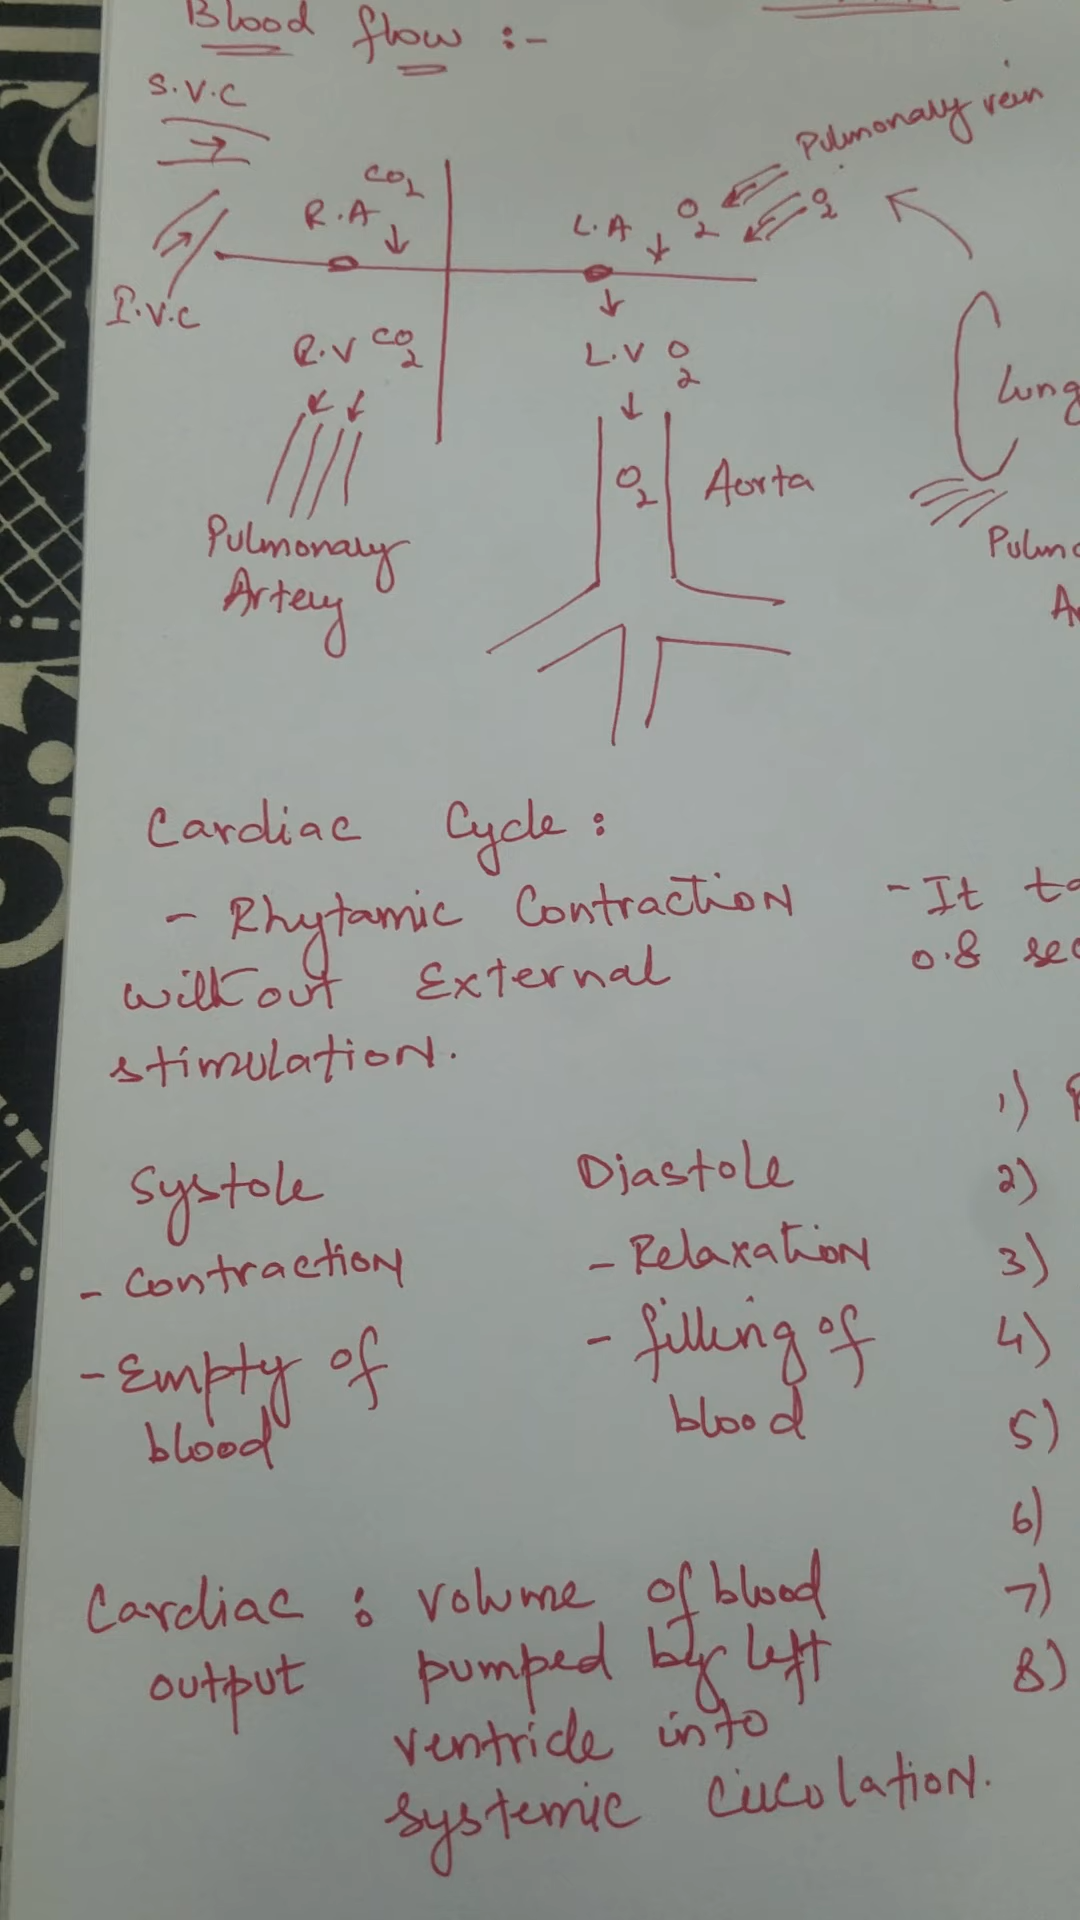 Blood flow :-
S.V.C
Pulmonary vein
CO2
R.A
L.A O2
O2
I.V.C
R.V CO2
L.V O2
Lung
O2 Aorta
Pulmonary
Artery
Cardiac Cycle :
- Rhytamic Contraction
without External
stimulation.
- It
0.8
Systole
- Contraction
- Empty of
blood
Diastole
- Relaxation
- filling of
blood
1)
2)
3)
4)
5)
6)
7)
8)
Cardiac : volume of blood
output pumped by left
ventricle into
systemic